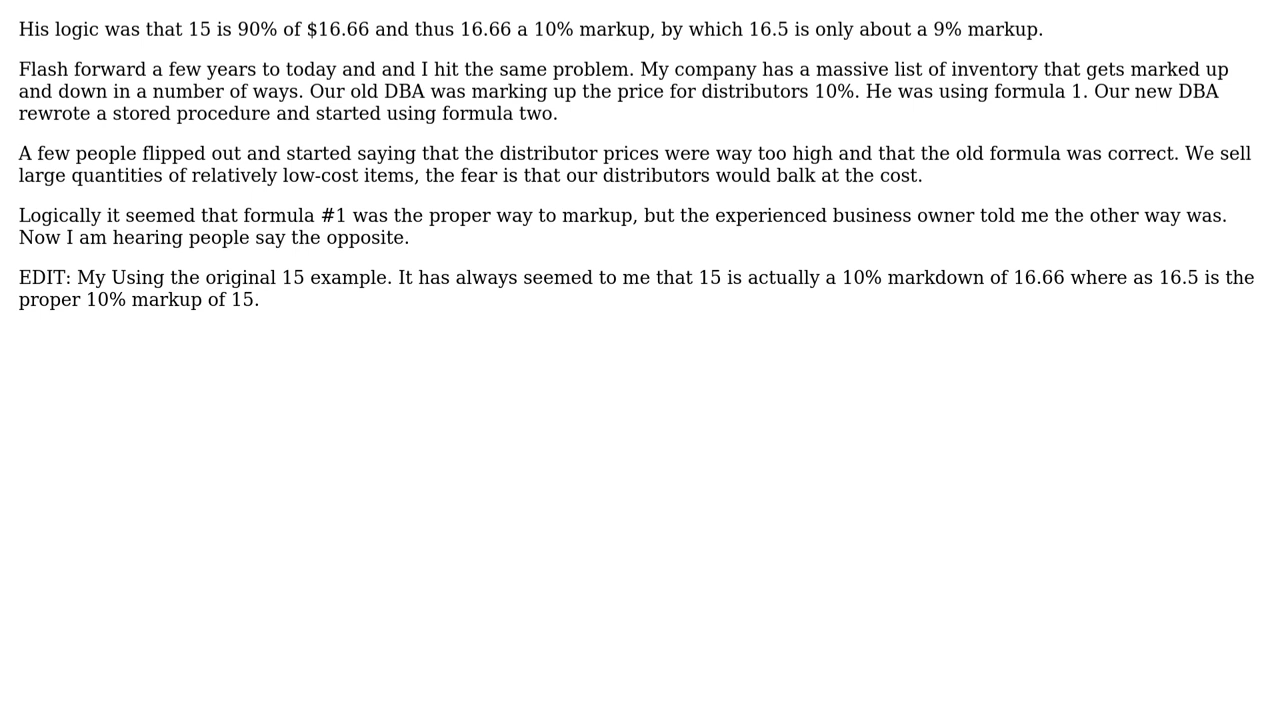 His logic was that 15 is 90% of $16.66 and thus 16.66 a 10% markup, by which 16.5 is only about a 9% markup.
Flash forward a few years to today and and I hit the same problem. My company has a massive list of inventory that gets marked up
and down in a number of ways. Our old DBA was marking up the price for distributors 10%. He was using formula 1. Our new DBA
rewrote a stored procedure and started using formula two.
A few people flipped out and started saying that the distributor prices were way too high and that the old formula was correct. We sell
large quantities of relatively low-cost items, the fear is that our distributors would balk at the cost.
Logically it seemed that formula #1 was the proper way to markup, but the experienced business owner told me the other way was.
Now I am hearing people say the opposite.
EDIT: My Using the original 15 example. It has always seemed to me that 15 is actually a 10% markdown of 16.66 where as 16.5 is the
proper 10% markup of 15.